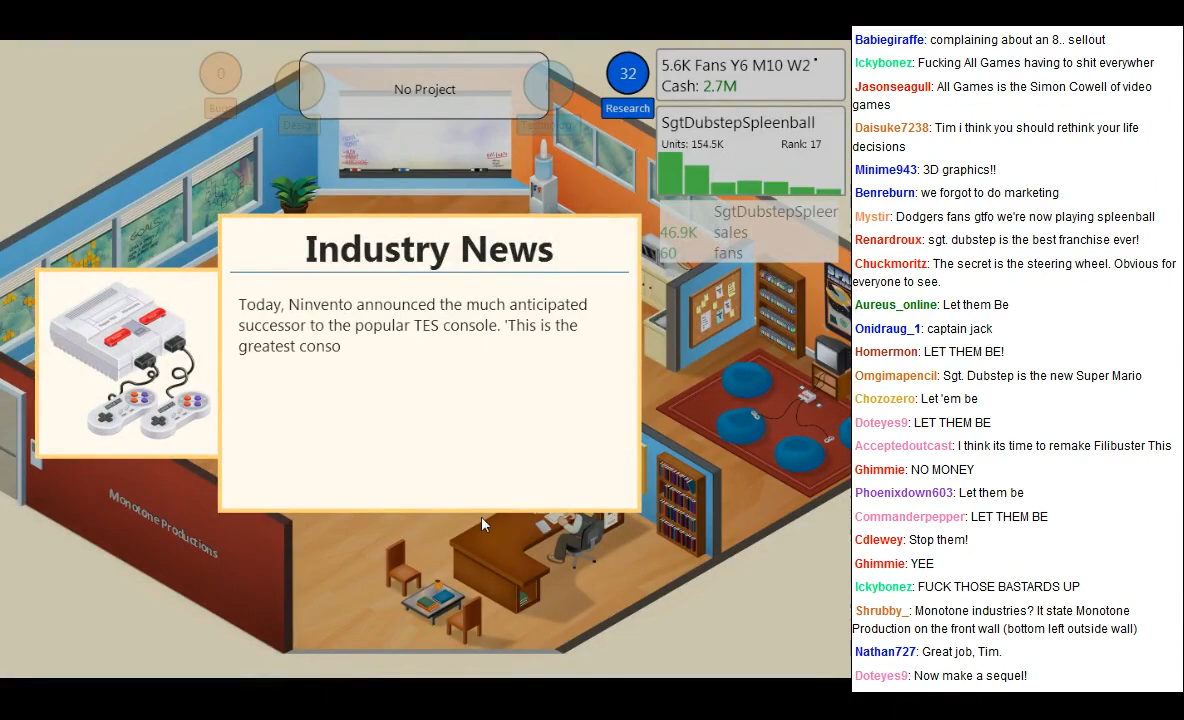 0
Bugs
Design
No Project
Technology
32
Research
5.6K Fans Y6 M10 W2
Cash: 2.7M
SgtDubstepSpleenball
Units: 154.5K Rank: 17
SgtDubstepSpleer
46.9K sales
60 fans
GOALS
Industry News
Today, Ninvento announced the much anticipated
successor to the popular TES console. 'This is the
greatest conso
Monotone Productions
Babiegiraffe: complaining about an 8.. sellout
Ickybonez: Fucking All Games having to shit everywher
Jasonseagull: All Games is the Simon Cowell of video
games
Daisuke7238: Tim i think you should rethink your life
decisions
Minime943: 3D graphics!!
Benreburn: we forgot to do marketing
Mystir: Dodgers fans gtfo we're now playing spleenball
Renardroux: sgt. dubstep is the best franchise ever!
Chuckmoritz: The secret is the steering wheel. Obvious for
everyone to see.
Aureus_online: Let them Be
Onidraug_1: captain jack
Homermon: LET THEM BE!
Omgimapencil: Sgt. Dubstep is the new Super Mario
Chozozero: Let 'em be
Doteyes9: LET THEM BE
Acceptedoutcast: I think its time to remake Filibuster This
Ghimmie: NO MONEY
Phoenixdown603: Let them be
Commanderpepper: LET THEM BE
Cdlewey: Stop them!
Ghimmie: YEE
Ickybonez: FUCK THOSE BASTARDS UP
Shrubby_: Monotone industries? It state Monotone
Production on the front wall (bottom left outside wall)
Nathan727: Great job, Tim.
Doteyes9: Now make a sequel!